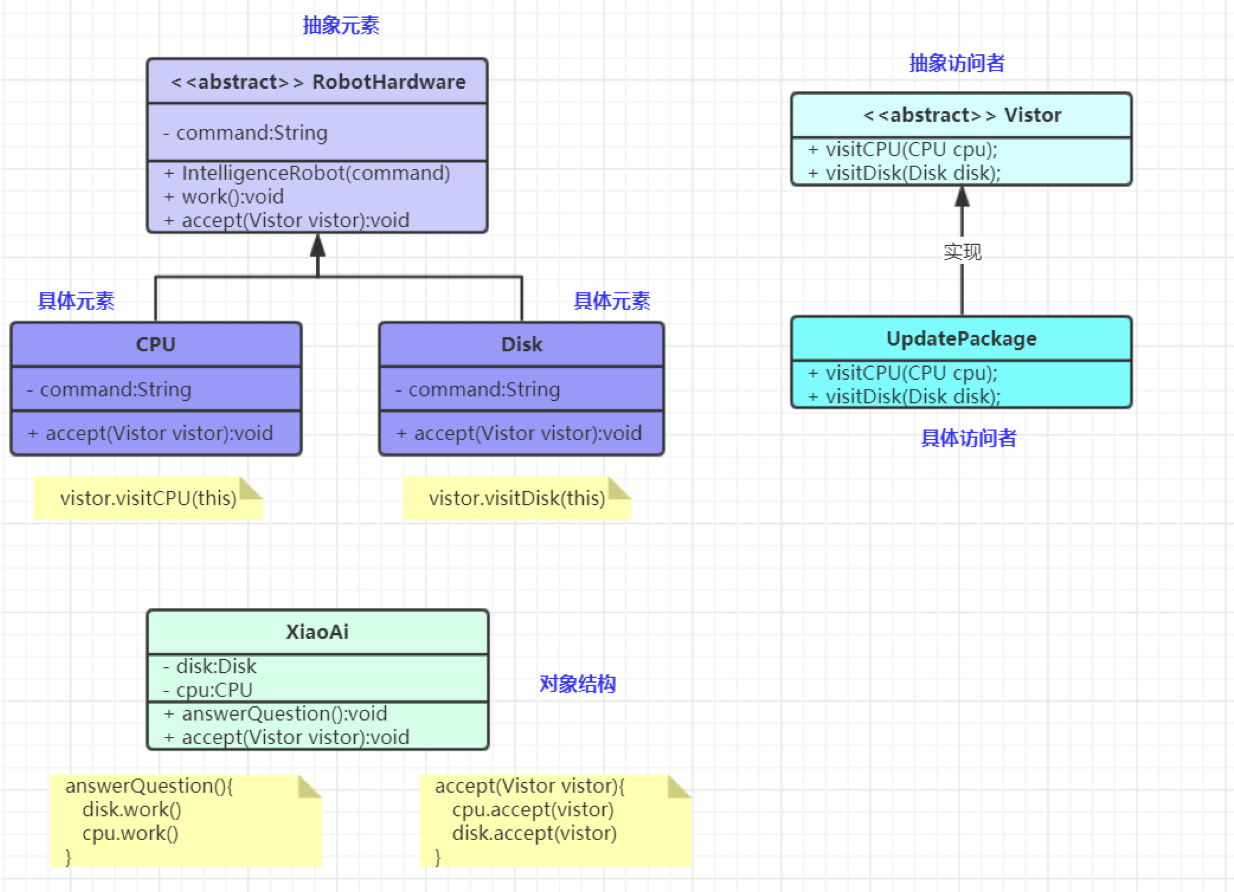 抽象元素
<<abstract>> RobotHardware
- command:String
+ IntelligenceRobot(command)
+ work():void
+ accept(Vistor vistor):void
抽象访问者
<<abstract>> Vistor
+ visitCPU(CPU cpu);
+ visitDisk(Disk disk);
实现
具体元素
CPU
- command:String
+ accept(Vistor vistor):void
vistor.visitCPU(this)
具体元素
Disk
- command:String
+ accept(Vistor vistor):void
vistor.visitDisk(this)
UpdatePackage
+ visitCPU(CPU cpu);
+ visitDisk(Disk disk);
具体访问者
XiaoAi
- disk:Disk
- cpu:CPU
+ answerQuestion():void
+ accept(Vistor vistor):void
对象结构
answerQuestion(){
disk.work()
cpu.work()
}
accept(Vistor vistor){
cpu.accept(vistor)
disk.accept(vistor)
}